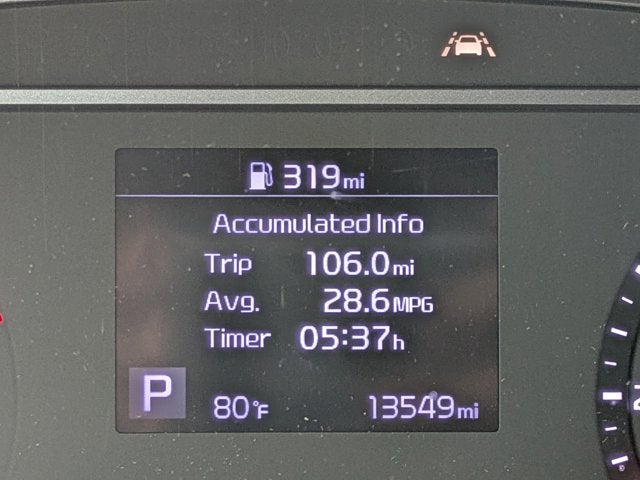 319mi
Accumulated Info
Trip 106.0mi
Avg. 28.6MPG
Timer 05:37h
P 80°F 13549mi